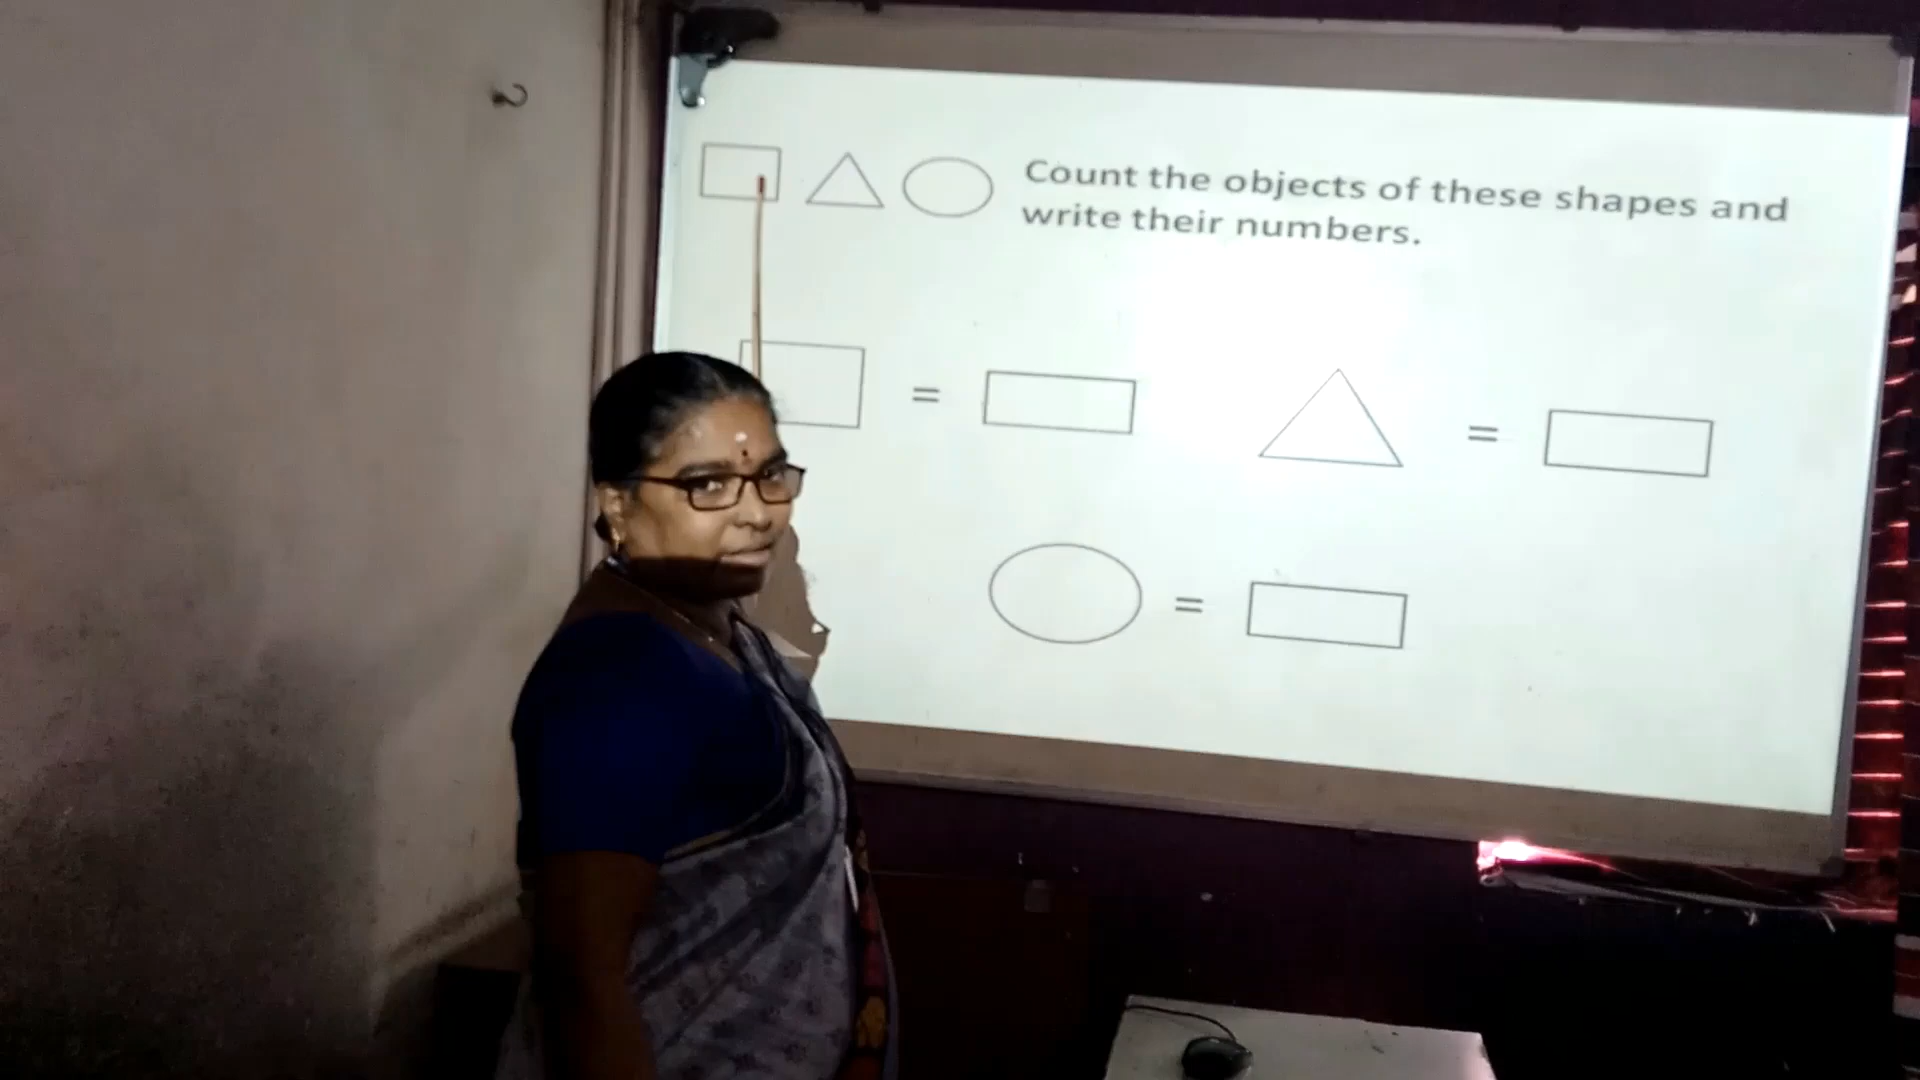 Count the objects of these shapes and
write their numbers.
=
=
=